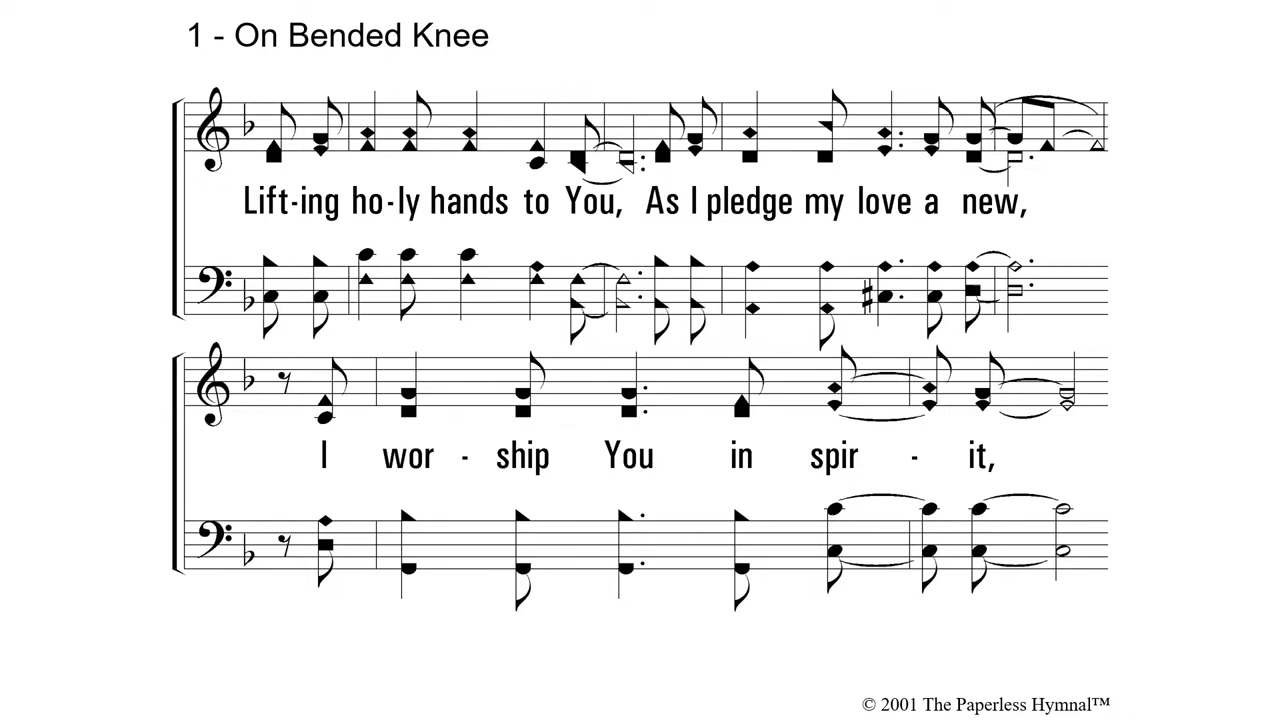 1 - On Bended Knee
Lift-ing ho-ly hands to You, As I pledge my love a new,
I wor - ship You in spir - it,
© 2001 The Paperless Hymnal™